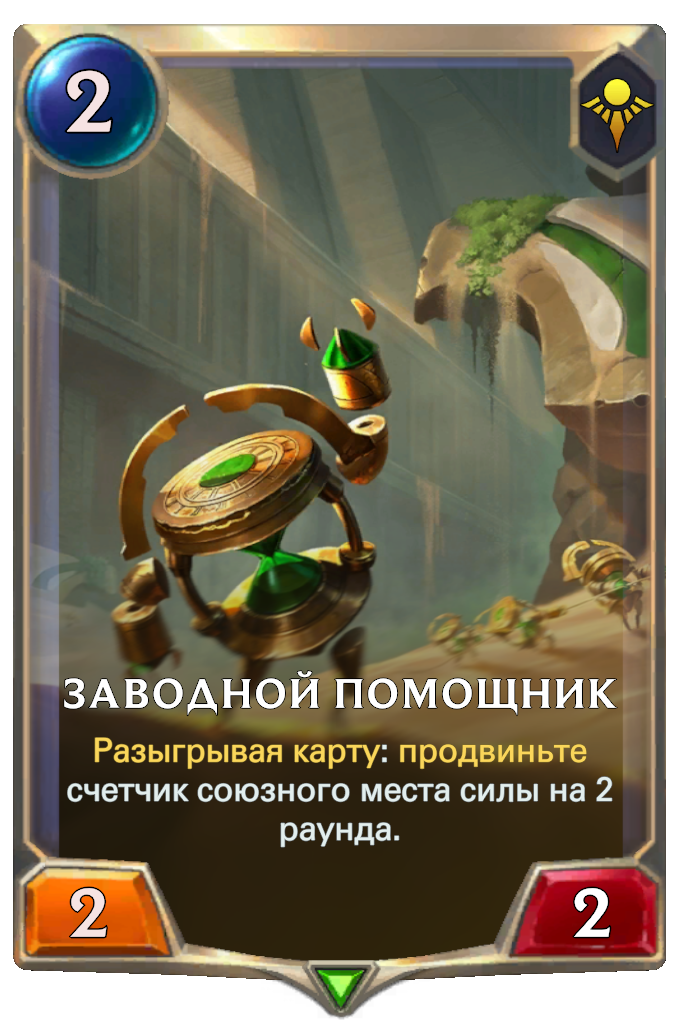 2
ЗАВОДНОЙ ПОМОЩНИК
Разыгрывая карту: продвиньте
счетчик союзного места силы на 2
раунда.
2
2